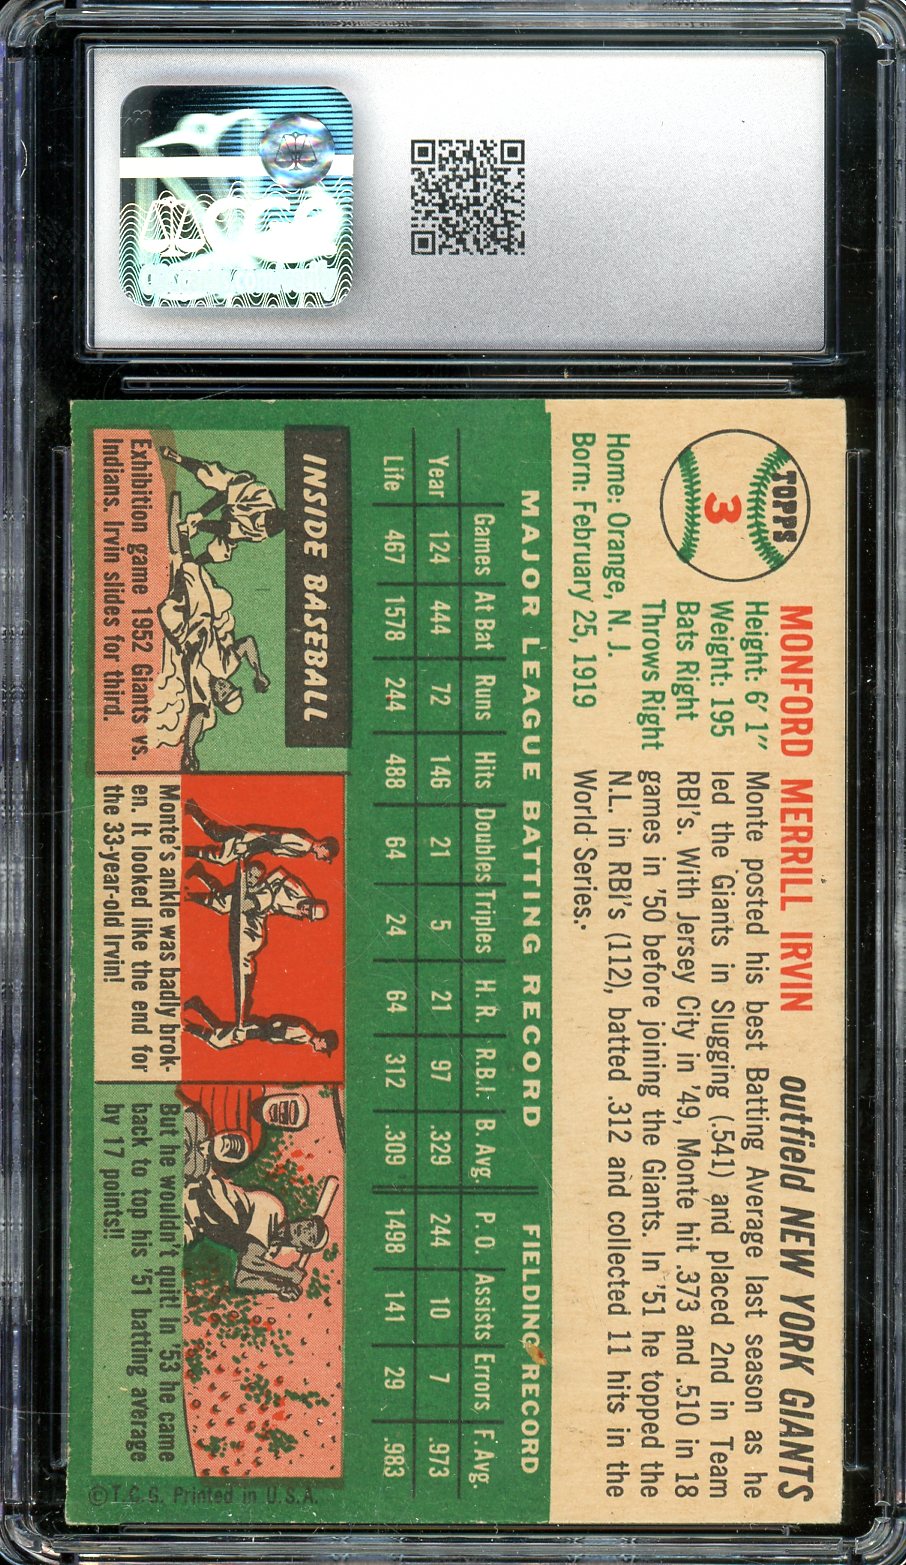 TOPPS
3
MONFORD MERRILL IRVIN outfield NEW YORK GIANTS
Height: 6' 1"
Weight: 195
Bats Right
Throws Right
Home: Orange, N. J.
Born: February 25, 1919
Monte posted his best Batting Average last season as he
led the Giants in Slugging (.541) and placed 2nd in Team
RBI's. With Jersey City in '49, Monte hit .373 and .510 in 18
games in '50 before joining the Giants. In '51 he topped the
N.L. in RBI's (112), batted .312 and collected 11 hits in the
World Series.
MAJOR LEAGUE BATTING RECORD FIELDING RECORD
Games At Bat Runs Hits Doubles Triples H.R. R.B.I. B. Avg. P.O. Assists Errors F. Avg.
Year 124 444 72 146 21 5 21 97 .329 244 10 7 .973
Life 467 1578 244 488 64 24 64 312 .309 1498 141 29 .983
INSIDE BASEBALL
Exhibition game 1952 Giants vs.
Indians. Irvin slides for third.
Monte's ankle was badly brok-
en. It looked like the end for
the 33-year-old Irvin!
But he wouldn't quit! In '53 he came
back to top his '51 batting average
by 17 points!!
©T.C.G. Printed in U.S.A.